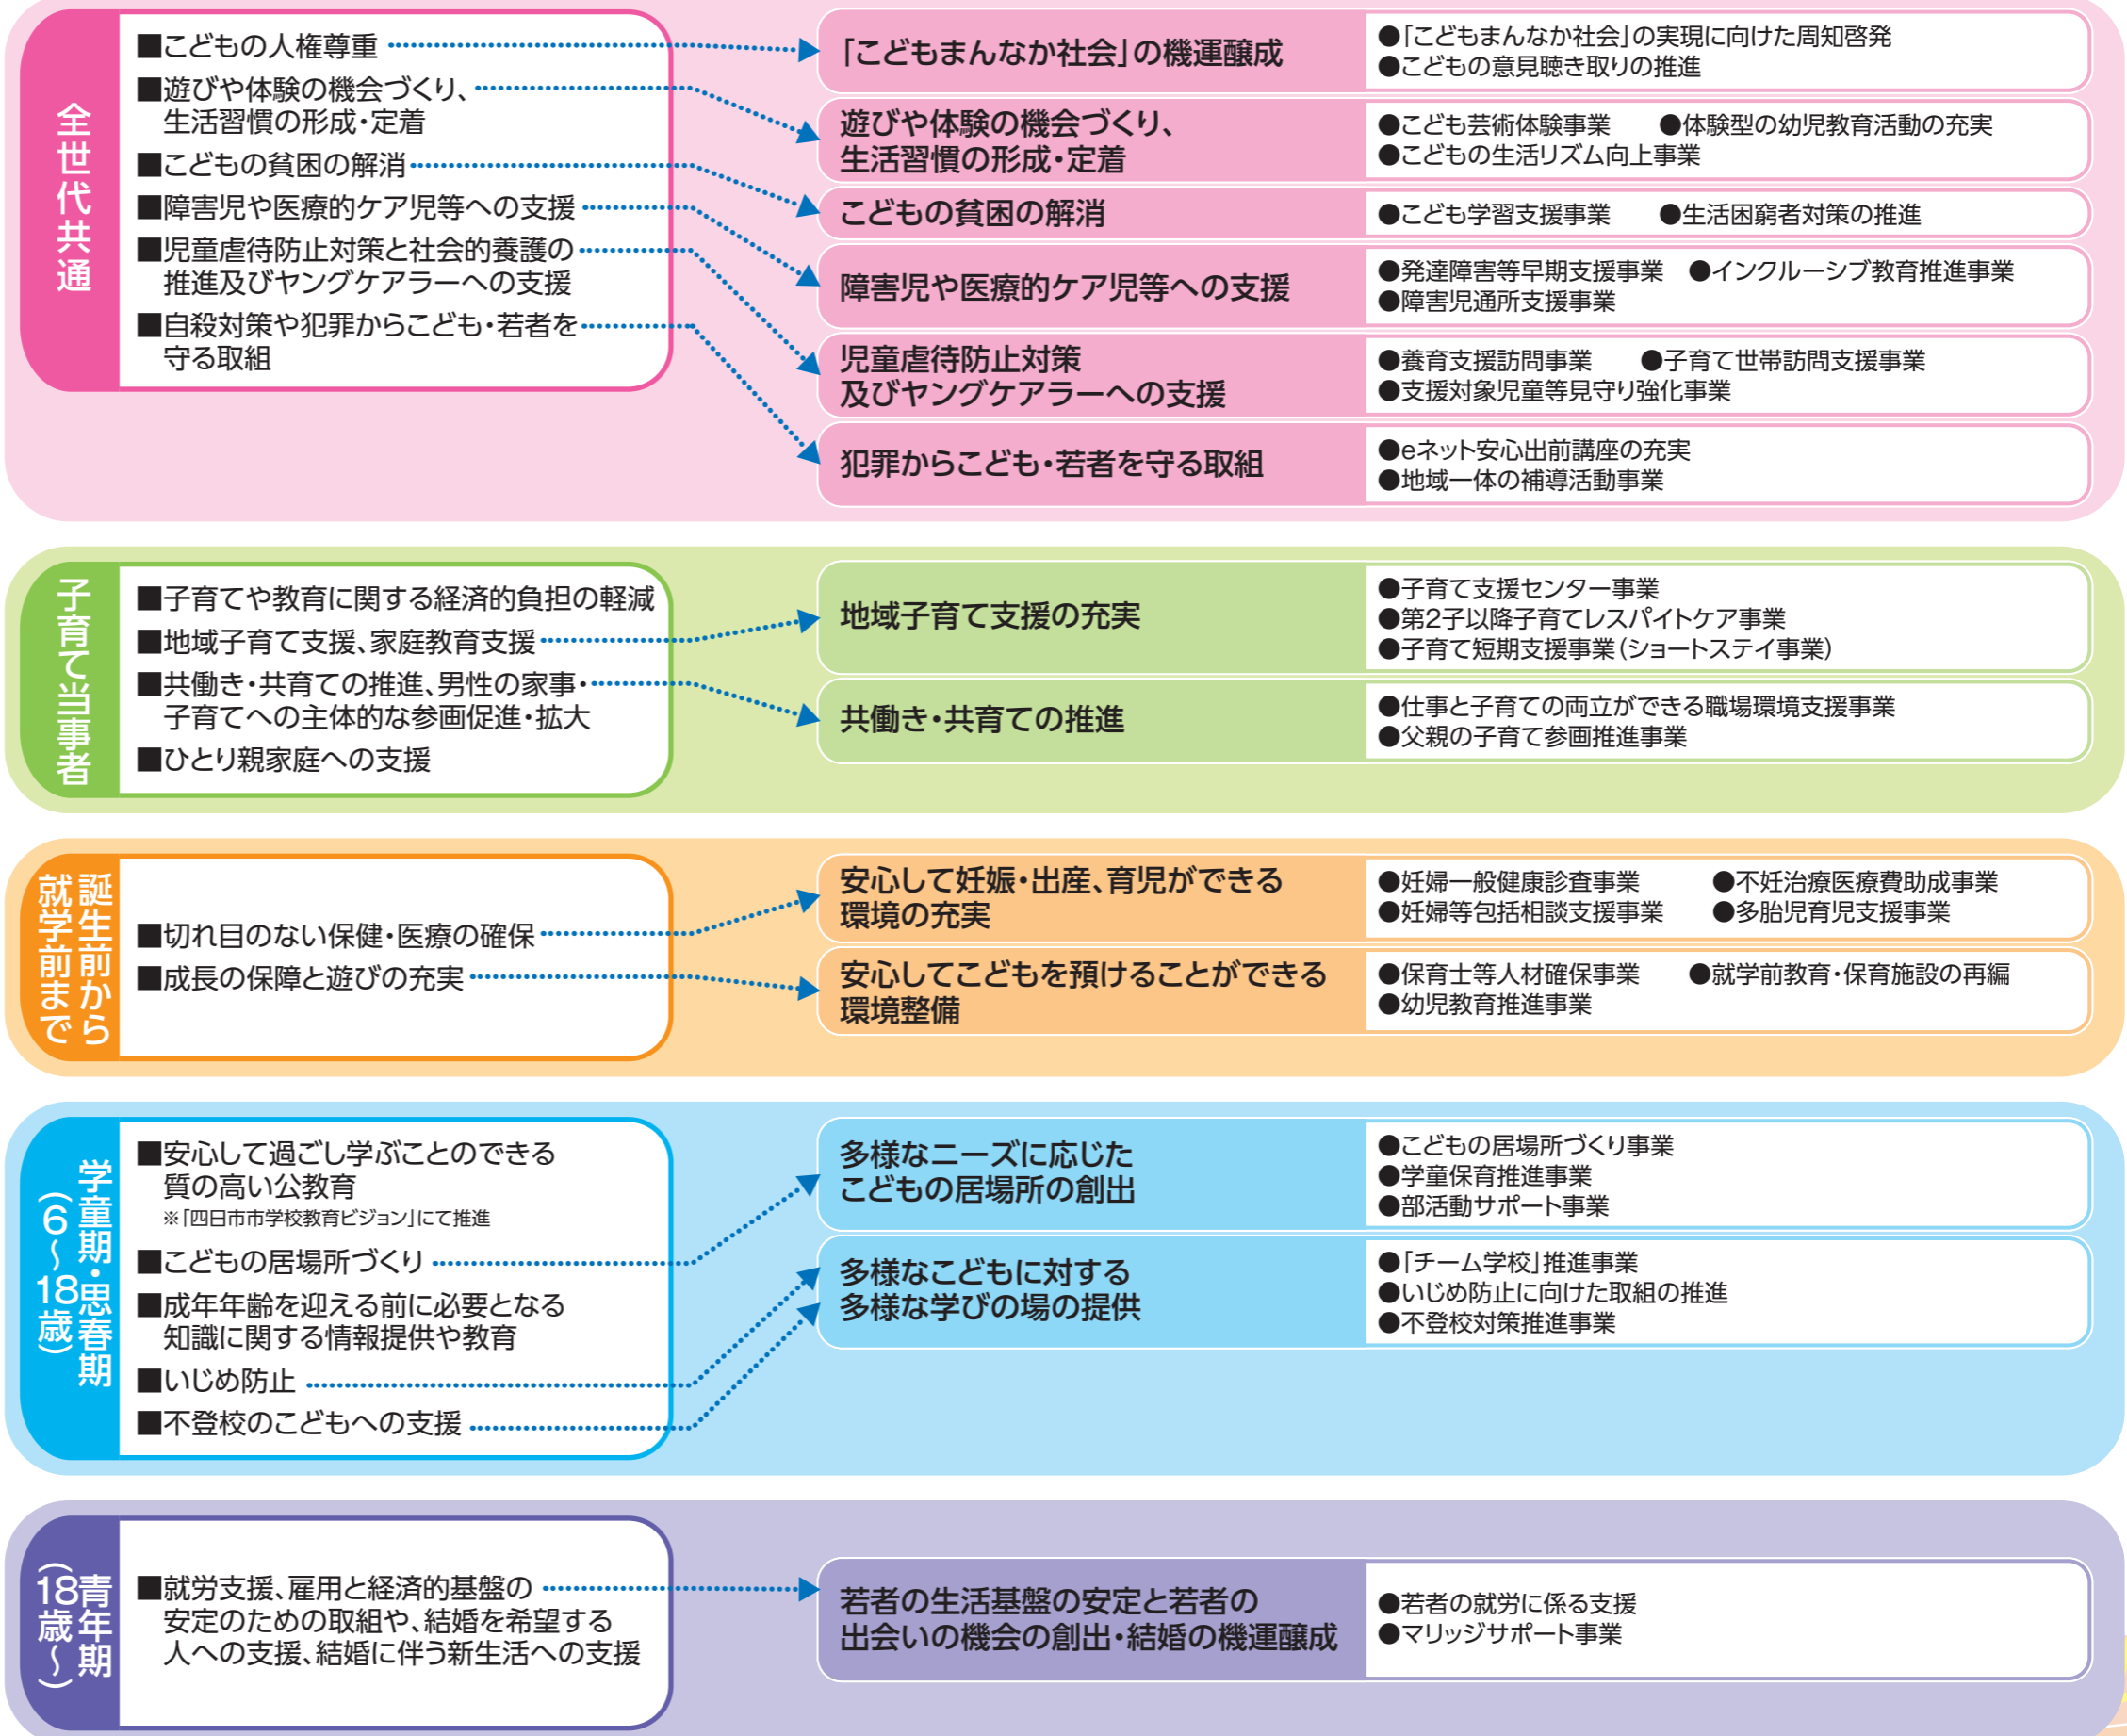 全世代共通
■こどもの人権尊重
■遊びや体験の機会づくり、
生活習慣の形成・定着
■こどもの貧困の解消
■障害児や医療的ケア児等への支援
■児童虐待防止対策と社会的養護の
推進及びヤングケアラーへの支援
■自殺対策や犯罪からこども・若者を
守る取組
「こどもまんなか社会」の機運醸成
●「こどもまんなか社会」の実現に向けた周知啓発
●こどもの意見聴き取りの推進
遊びや体験の機会づくり、
生活習慣の形成・定着
●こども芸術体験事業 ●体験型の幼児教育活動の充実
●こどもの生活リズム向上事業
こどもの貧困の解消
●こども学習支援事業 ●生活困窮者対策の推進
障害児や医療的ケア児等への支援
●発達障害等早期支援事業 ●インクルーシブ教育推進事業
●障害児通所支援事業
児童虐待防止対策
及びヤングケアラーへの支援
●養育支援訪問事業 ●子育て世帯訪問支援事業
●支援対象児童等見守り強化事業
犯罪からこども・若者を守る取組
●eネット安心出前講座の充実
●地域一体の補導活動事業
子育て当事者
■子育てや教育に関する経済的負担の軽減
■地域子育て支援、家庭教育支援
■共働き・共育ての推進、男性の家事・
子育てへの主体的な参画促進・拡大
■ひとり親家庭への支援
地域子育て支援の充実
●子育て支援センター事業
●第2子以降子育てレスパイトケア事業
●子育て短期支援事業(ショートステイ事業)
共働き・共育ての推進
●仕事と子育ての両立ができる職場環境支援事業
●父親の子育て参画推進事業
誕生前から
就学前まで
■切れ目のない保健・医療の確保
■成長の保障と遊びの充実
安心して妊娠・出産、育児ができる
環境の充実
●妊婦一般健康診査事業 ●不妊治療医療費助成事業
●妊婦等包括相談支援事業 ●多胎児育児支援事業
安心してこどもを預けることができる
環境整備
●保育士等人材確保事業 ●就学前教育・保育施設の再編
●幼児教育推進事業
学童期・思春期
(6~18歳)
■安心して過ごし学ぶことのできる
質の高い公教育
※「四日市市学校教育ビジョン」にて推進
■こどもの居場所づくり
■成年年齢を迎える前に必要となる
知識に関する情報提供や教育
■いじめ防止
■不登校のこどもへの支援
多様なニーズに応じた
こどもの居場所の創出
●こどもの居場所づくり事業
●学童保育推進事業
●部活動サポート事業
多様なこどもに対する
多様な学びの場の提供
●「チーム学校」推進事業
●いじめ防止に向けた取組の推進
●不登校対策推進事業
青年期
(18歳~)
■就労支援、雇用と経済的基盤の
安定のための取組や、結婚を希望する
人への支援、結婚に伴う新生活への支援
若者の生活基盤の安定と若者の
出会いの機会の創出・結婚の機運醸成
●若者の就労に係る支援
●マリッジサポート事業